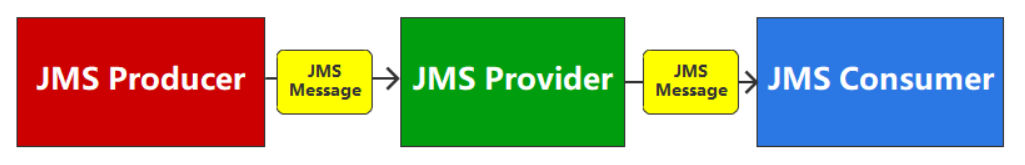 JMS Producer
JMS
Message
JMS Provider
JMS
Message
JMS Consumer